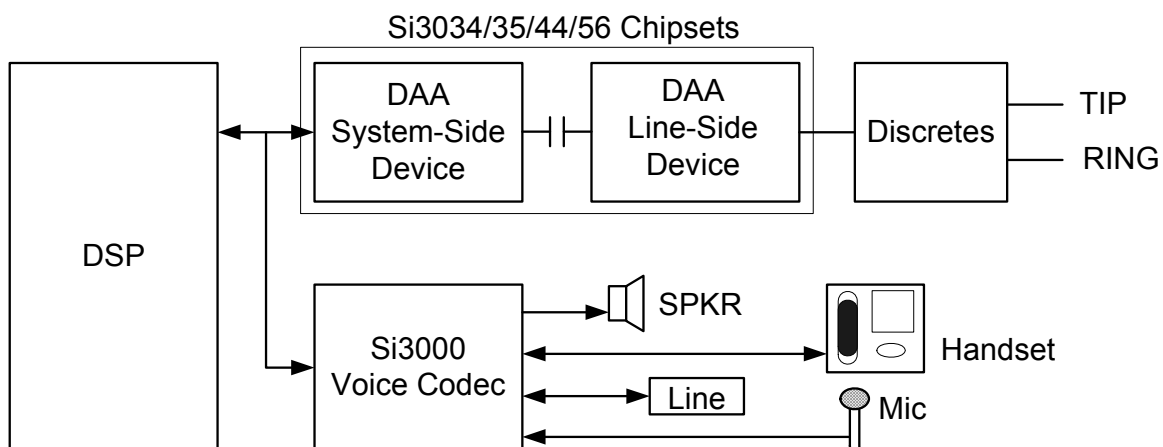 Si3034/35/44/56 Chipsets
DAA
System-Side
Device
DAA
Line-Side
Device
Discretes
TIP
RING
DSP
Si3000
Voice Codec
SPKR
Handset
Line
Mic